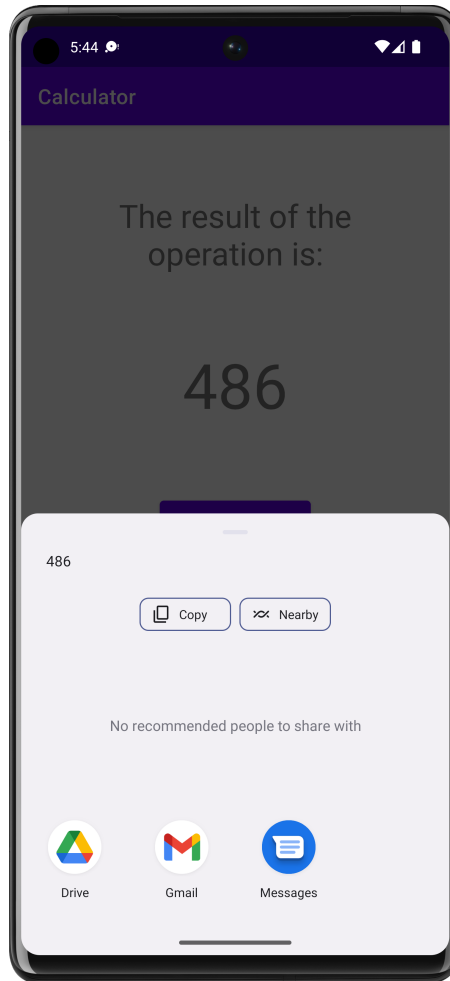 5:44
Calculator
The result of the
operation is:
486
486
Copy
Nearby
No recommended people to share with
Drive
Gmail
Messages